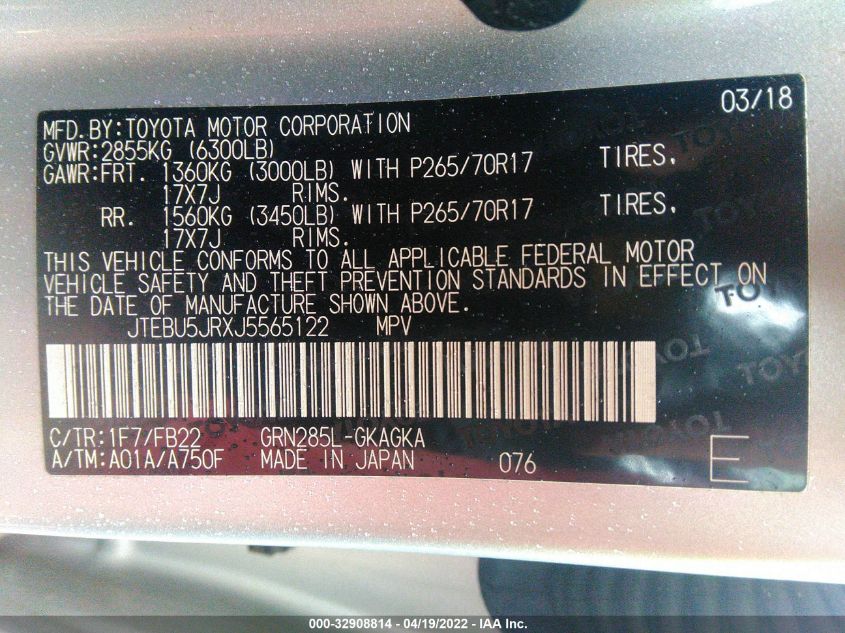 03/18
MFD.BY:TOYOTA MOTOR CORPORATION
GVWR:2855KG (6300LB)
GAWR:FRT. 1360KG (3000LB) WITH P265/70R17 TIRES,
17X7J RIMS.
RR. 1560KG (3450LB) WITH P265/70R17 TIRES,
17X7J RIMS.
THIS VEHICLE CONFORMS TO ALL APPLICABLE FEDERAL MOTOR
VEHICLE SAFETY AND THEFT PREVENTION STANDARDS IN EFFECT ON
THE DATE OF MANUFACTURE SHOWN ABOVE.
JTEBU5JRXJ5565122 MPV
C/TR:1F7/FB22 GRN285L-GKAGKA
A/TM:A01A/A750F MADE IN JAPAN 076 E
000-32908814 - 04/19/2022 - IAA Inc.